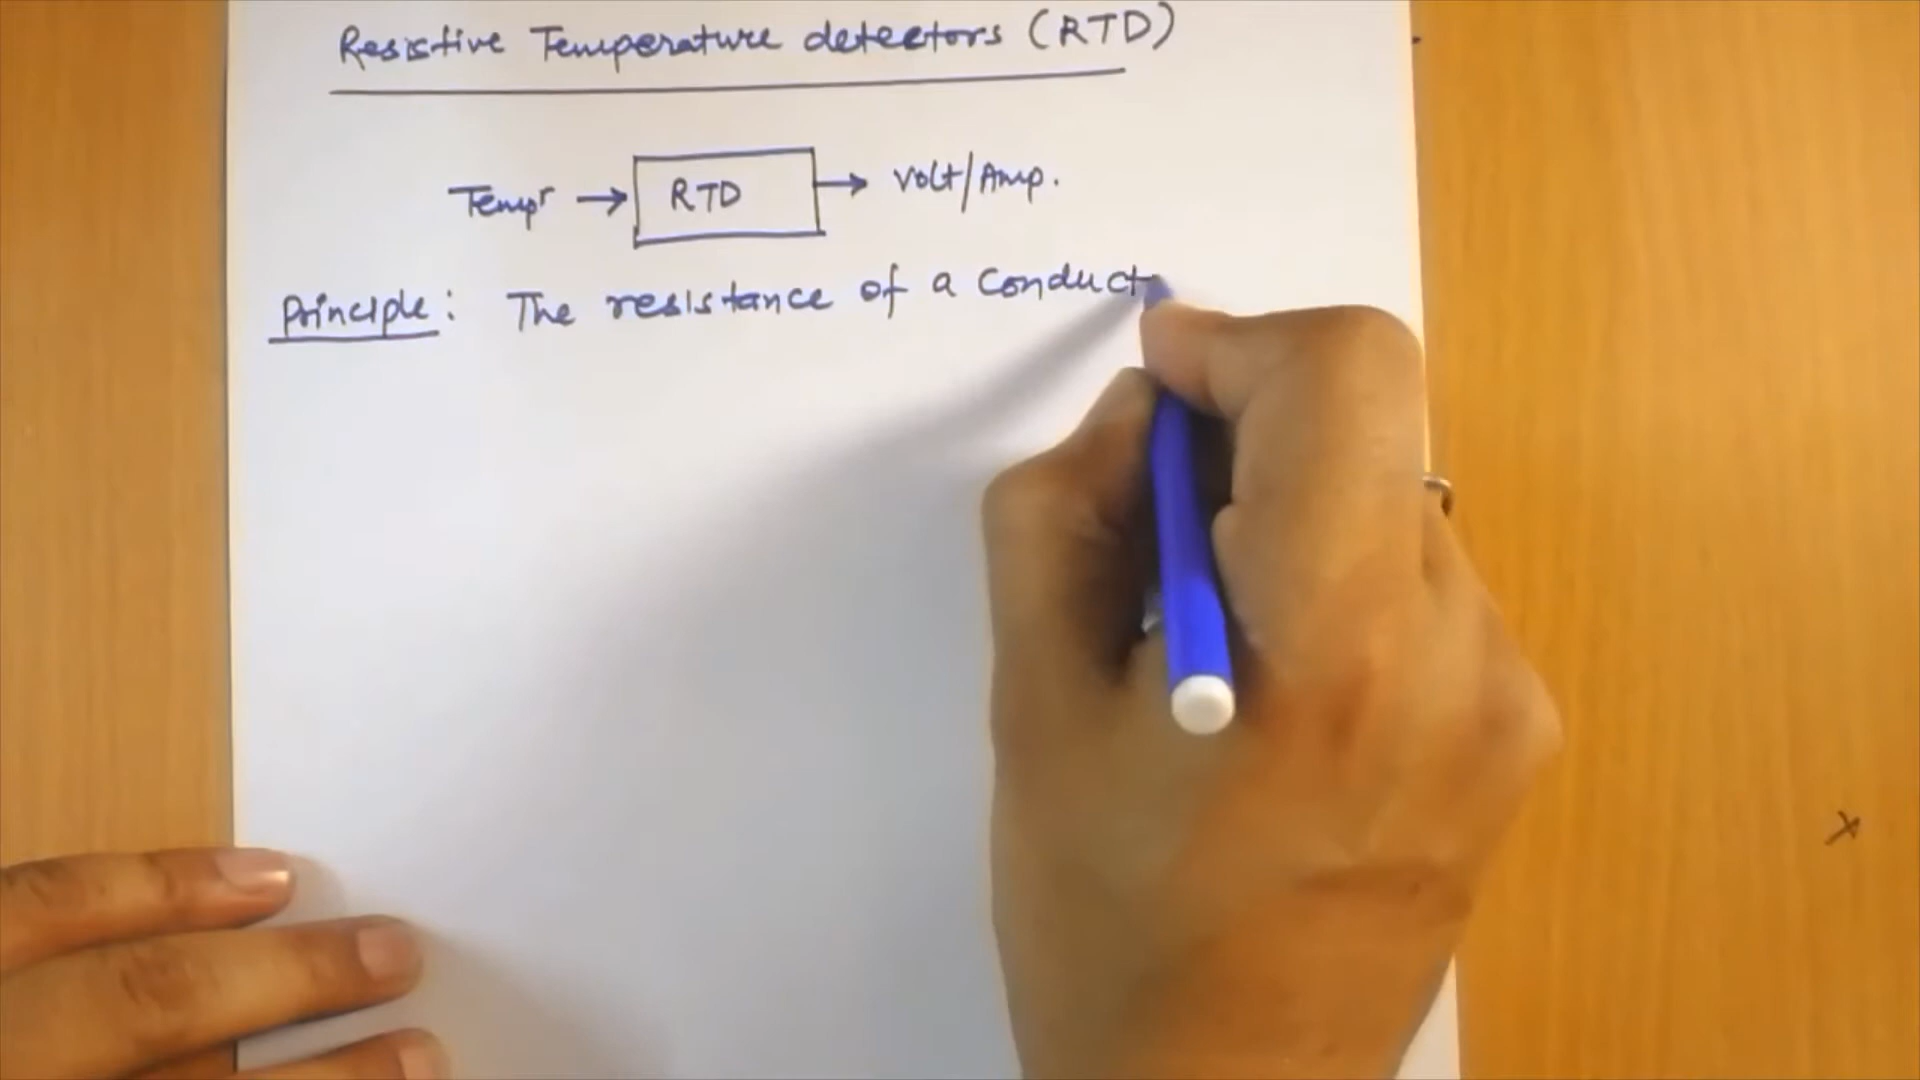 Resistive Temperature detectors (RTD)
Tempr → RTD → Volt/Amp.
Principle: The resistance of a Conduct